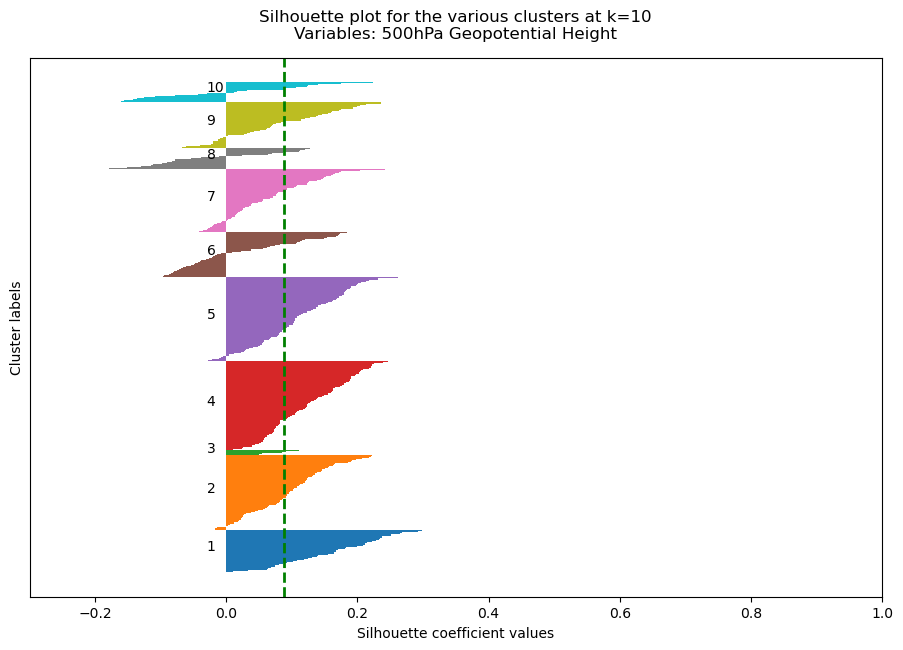 Silhouette plot for the various clusters at k=10
Variables: 500hPa Geopotential Height
10
9
8
7
6
5
4
3
2
1
Cluster labels
−0.2 0.0 0.2 0.4 0.6 0.8 1.0
Silhouette coefficient values